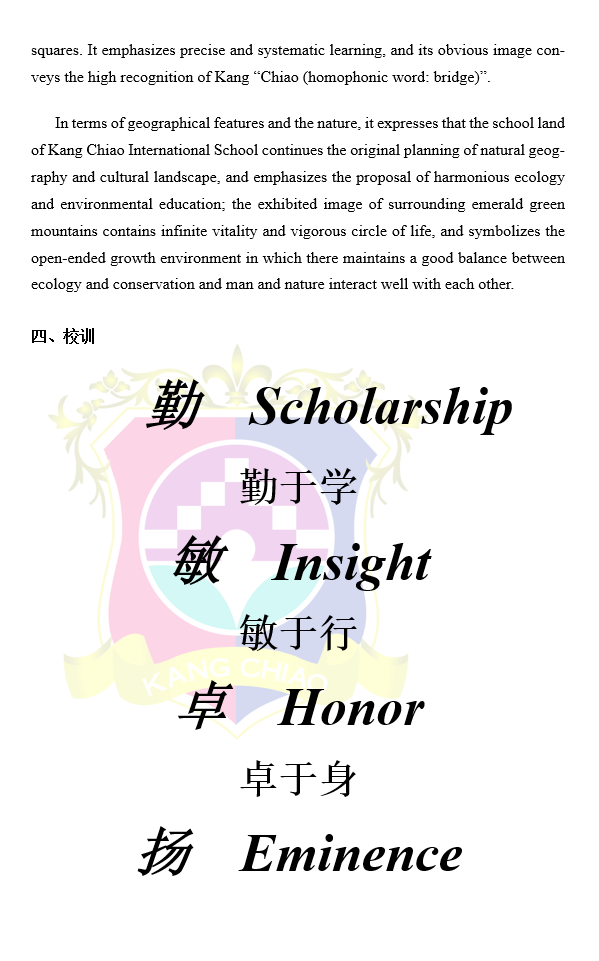 squares. It emphasizes precise and systematic learning, and its obvious image con-
veys the high recognition of Kang “Chiao (homophonic word: bridge)”.
In terms of geographical features and the nature, it expresses that the school land
of Kang Chiao International School continues the original planning of natural geog-
raphy and cultural landscape, and emphasizes the proposal of harmonious ecology
and environmental education; the exhibited image of surrounding emerald green
mountains contains infinite vitality and vigorous circle of life, and symbolizes the
open-ended growth environment in which there maintains a good balance between
ecology and conservation and man and nature interact well with each other.
四、校训
勤 Scholarship
勤于学
敏 Insight
敏于行
KANG CHIAO
卓 Honor
卓于身
扬 Eminence